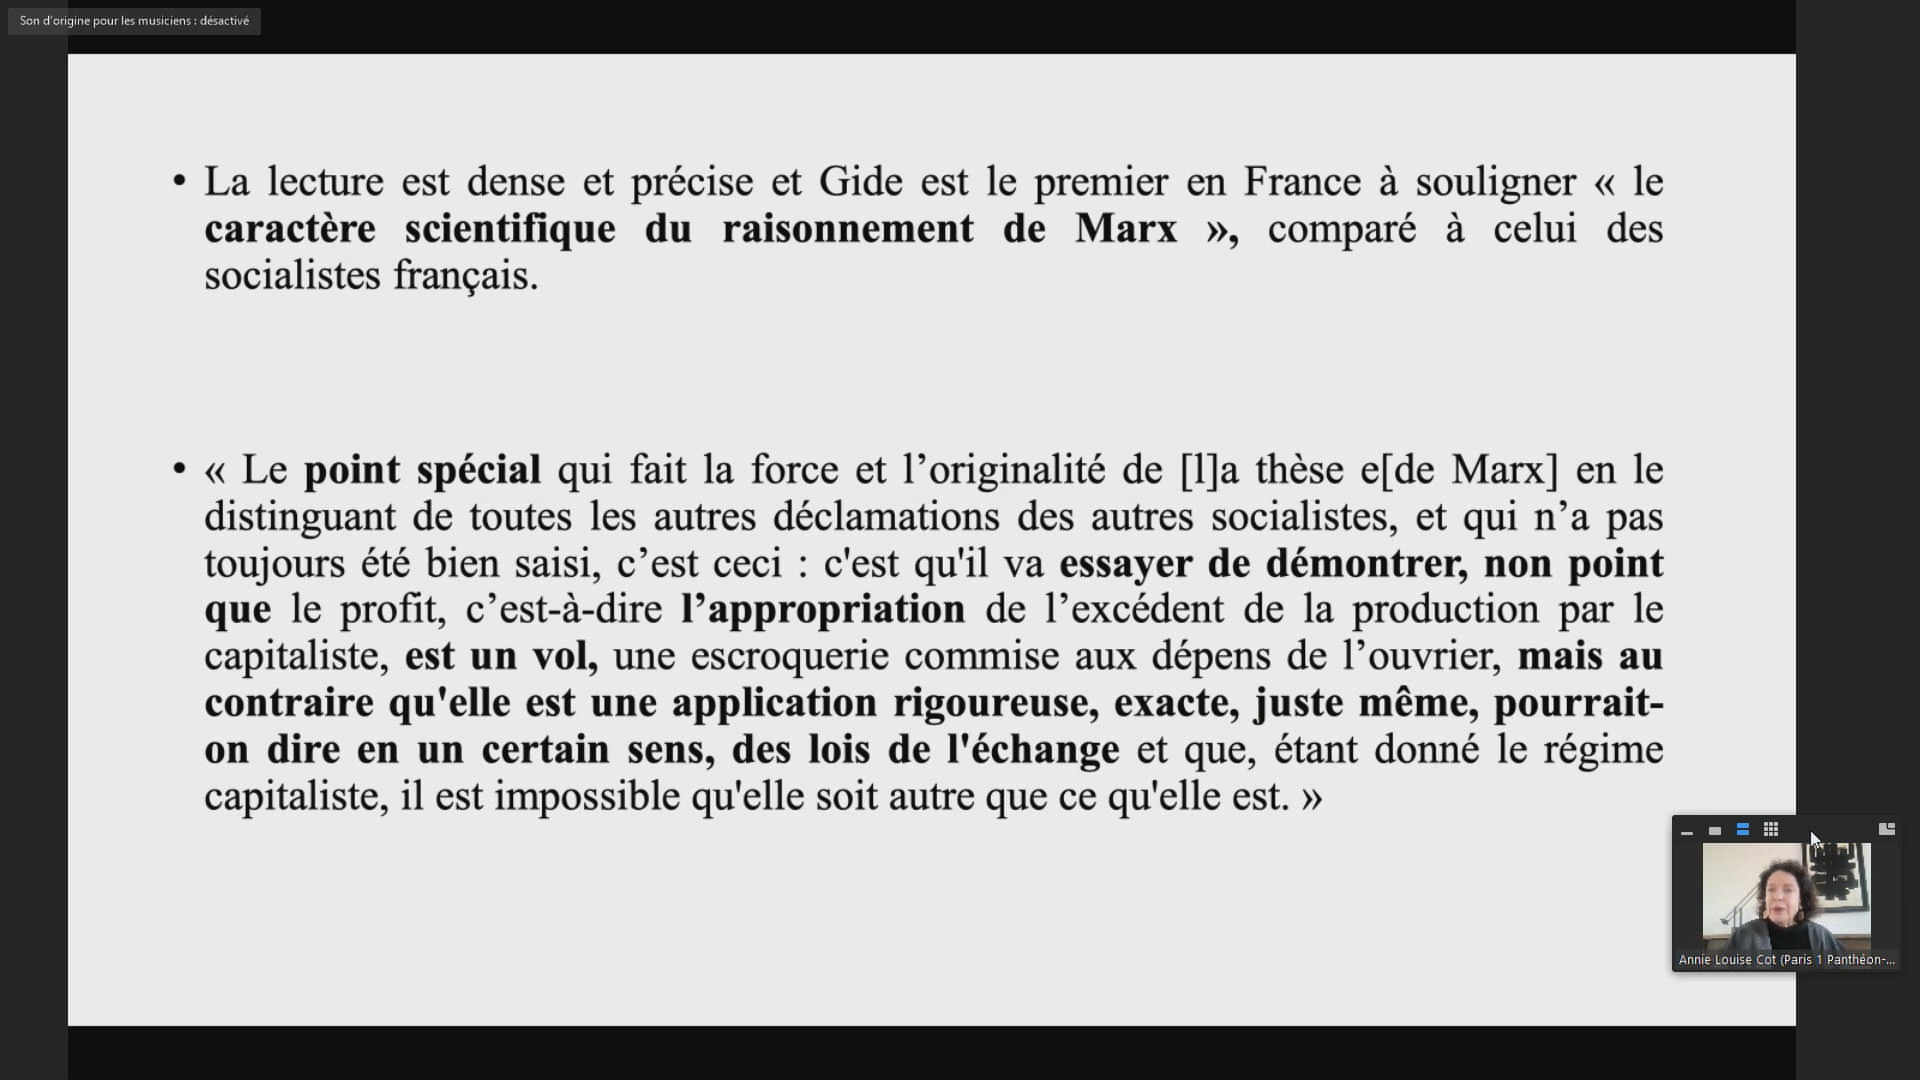 Son d'origine pour les musiciens : désactivé
• La lecture est dense et précise et Gide est le premier en France à souligner « le
caractère scientifique du raisonnement de Marx », comparé à celui des
socialistes français.
• « Le point spécial qui fait la force et l’originalité de [l]a thèse e[de Marx] en le
distinguant de toutes les autres déclamations des autres socialistes, et qui n’a pas
toujours été bien saisi, c’est ceci : c'est qu'il va essayer de démontrer, non point
que le profit, c’est-à-dire l’appropriation de l’excédent de la production par le
capitaliste, est un vol, une escroquerie commise aux dépens de l’ouvrier, mais au
contraire qu'elle est une application rigoureuse, exacte, juste même, pourrait-
on dire en un certain sens, des lois de l'échange et que, étant donné le régime
capitaliste, il est impossible qu'elle soit autre que ce qu'elle est. »
Annie Louise Cot (Paris 1 Panthéon-...